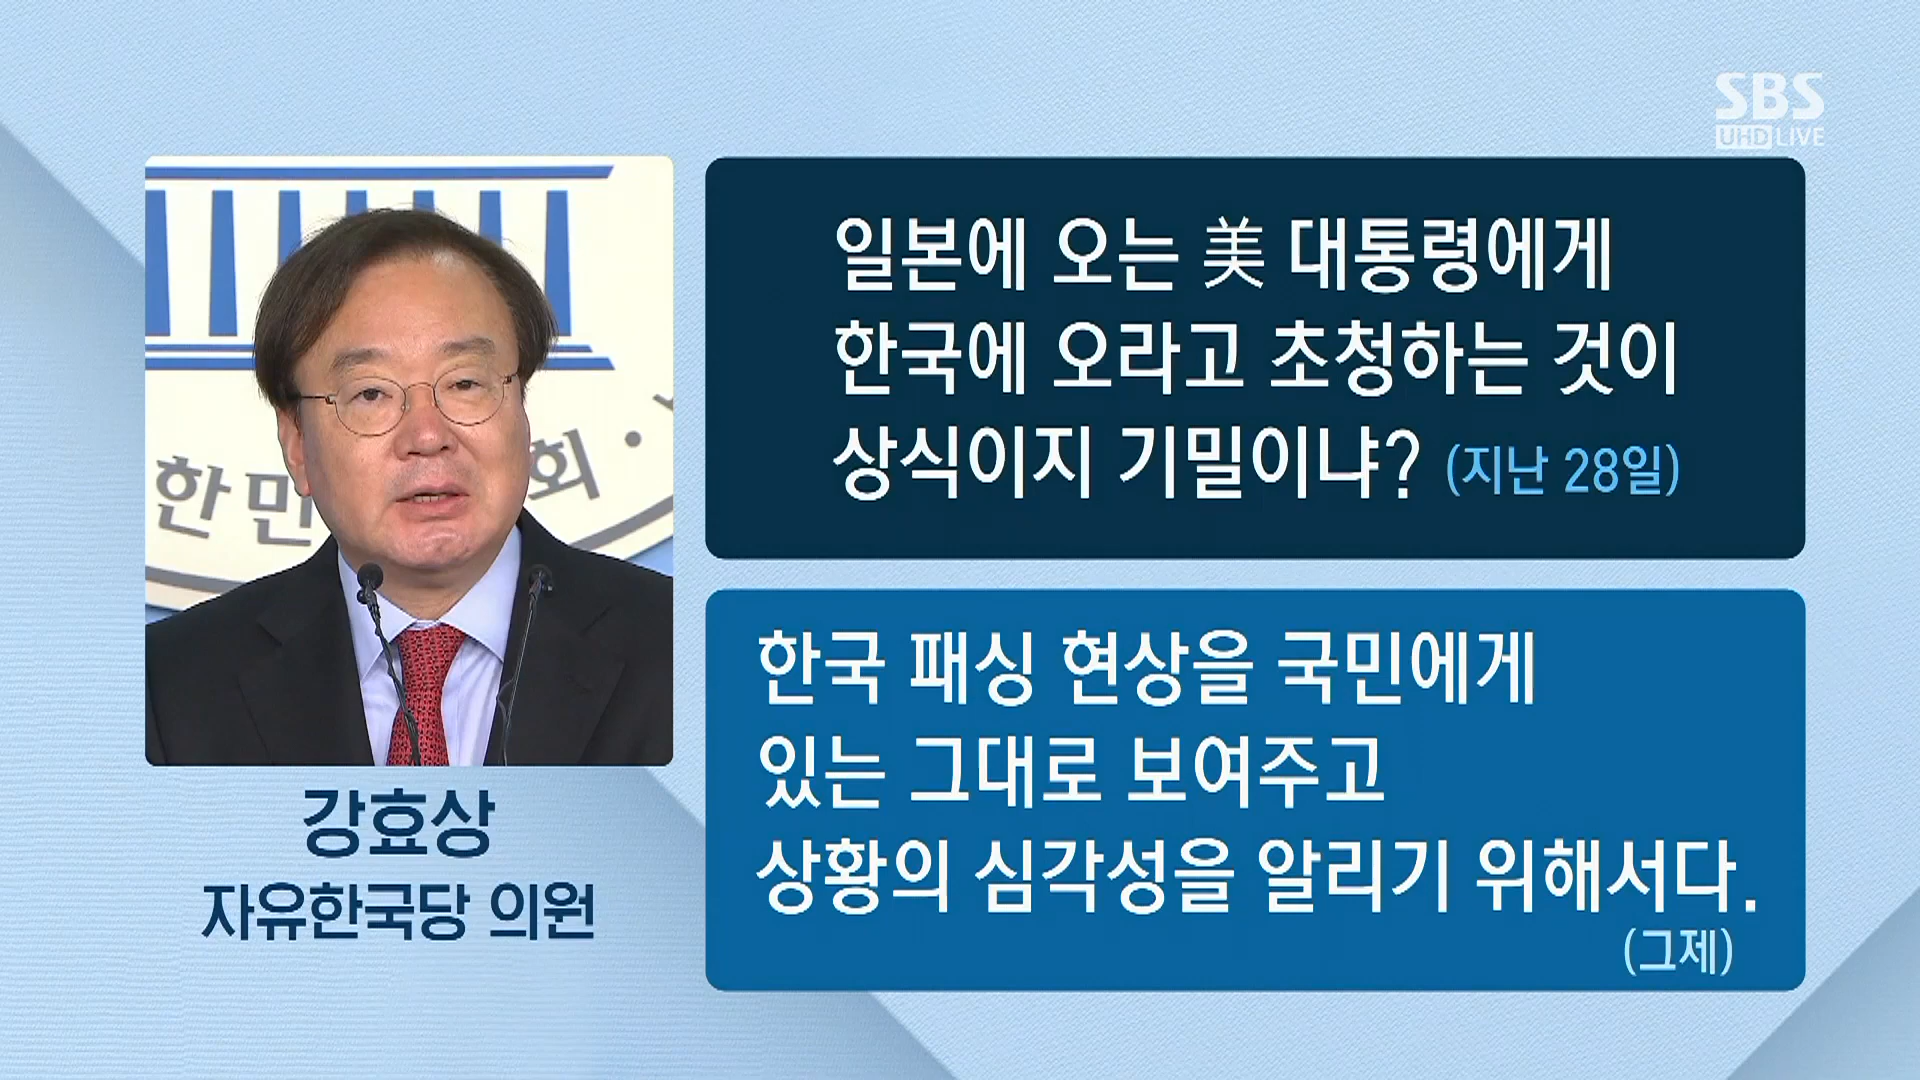 SBS
UHD LIVE
일본에 오는 美 대통령에게
한국에 오라고 초청하는 것이
상식이지 기밀이냐? (지난 28일)
한민 회 ·
한국 패싱 현상을 국민에게
있는 그대로 보여주고
상황의 심각성을 알리기 위해서다.
(그제)
강효상
자유한국당 의원